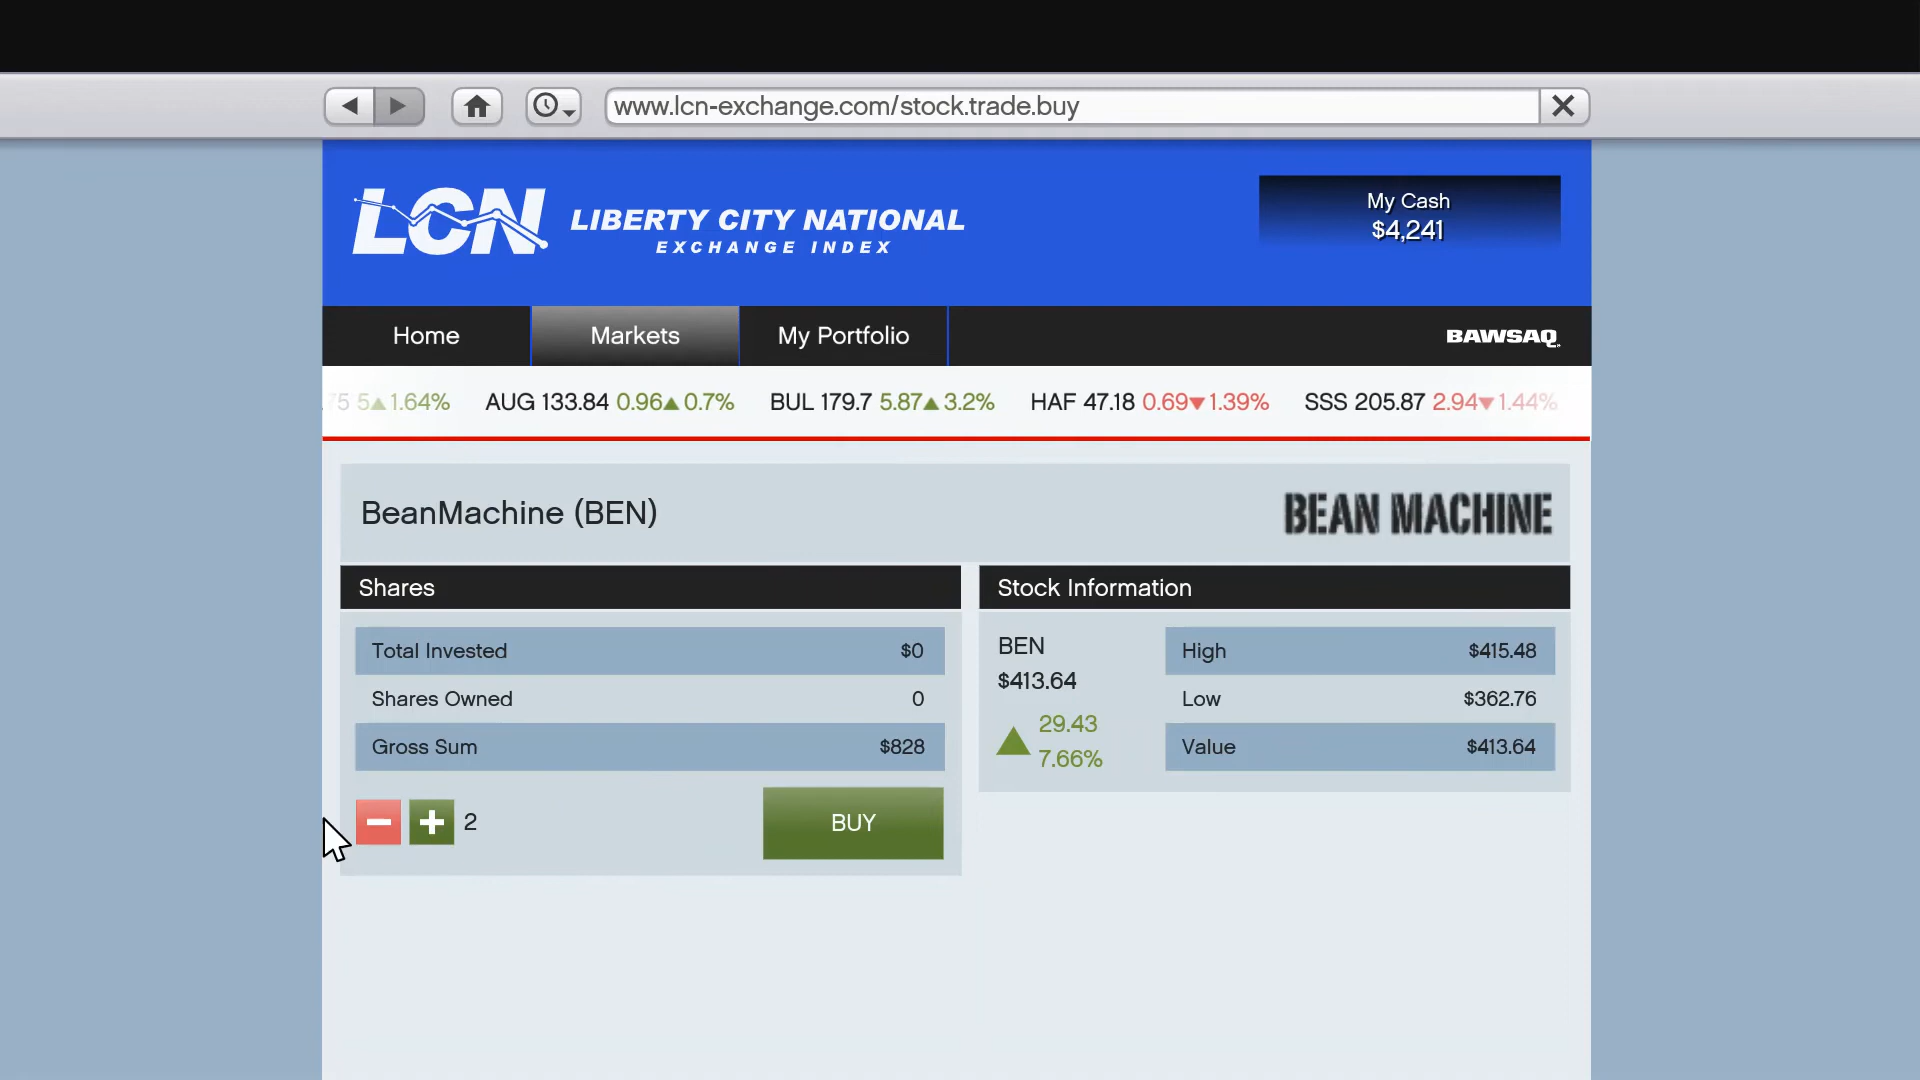 www.lcn-exchange.com/stock.trade.buy
LCN LIBERTY CITY NATIONAL
EXCHANGE INDEX
My Cash
$4,241
Home Markets My Portfolio BAWSAQ
75 5▲1.64% AUG 133.84 0.96▲0.7% BUL 179.7 5.87▲3.2% HAF 47.18 0.69▼1.39% SSS 205.87 2.94▼1.44%
BeanMachine (BEN) BEAN MACHINE
Shares
Total Invested $0
Shares Owned 0
Gross Sum $828
2 BUY
Stock Information
BEN
$413.64
29.43
7.66%
High $415.48
Low $362.76
Value $413.64